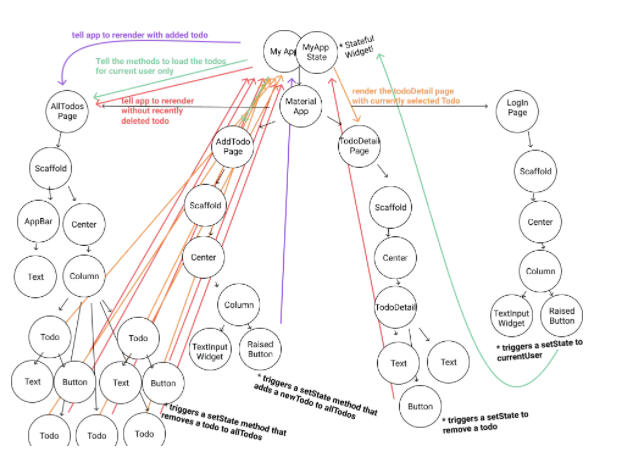 tell app to rerender with added todo
My App
MyApp
State
* Stateful
Widget!
Tell the methods to load the todos
for current user only
render the todoDetail page
with currently selected Todo
tell app to rerender
without recently
deleted todo
AllTodos
Page
Material
App
LogIn
Page
AddTodo
Page
TodoDetail
Page
Scaffold
Scaffold
Scaffold
Scaffold
AppBar
Center
Center
Center
Center
Text
Column
Column
Column
TodoDetail
TextInput
Widget
Raised
Button
Todo
Todo
TextInput
Widget
Raised
Button
* triggers a setState to
currentUser
Text
Text
Text
Button
Text
Button
* triggers a setState method that
adds a newTodo to allTodos
Button
* triggers a setState to
remove a todo
* triggers a setState method that
removes a todo to allTodos
Todo
Todo
Todo